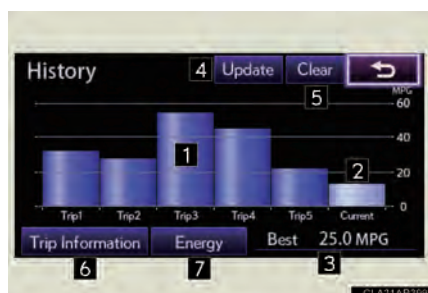 History 4 Update Clear
5
MPG
60
40
1
20
2
0
Trip1 Trip2 Trip3 Trip4 Trip5 Current
Trip Information Energy Best 25.0 MPG
6 7 3